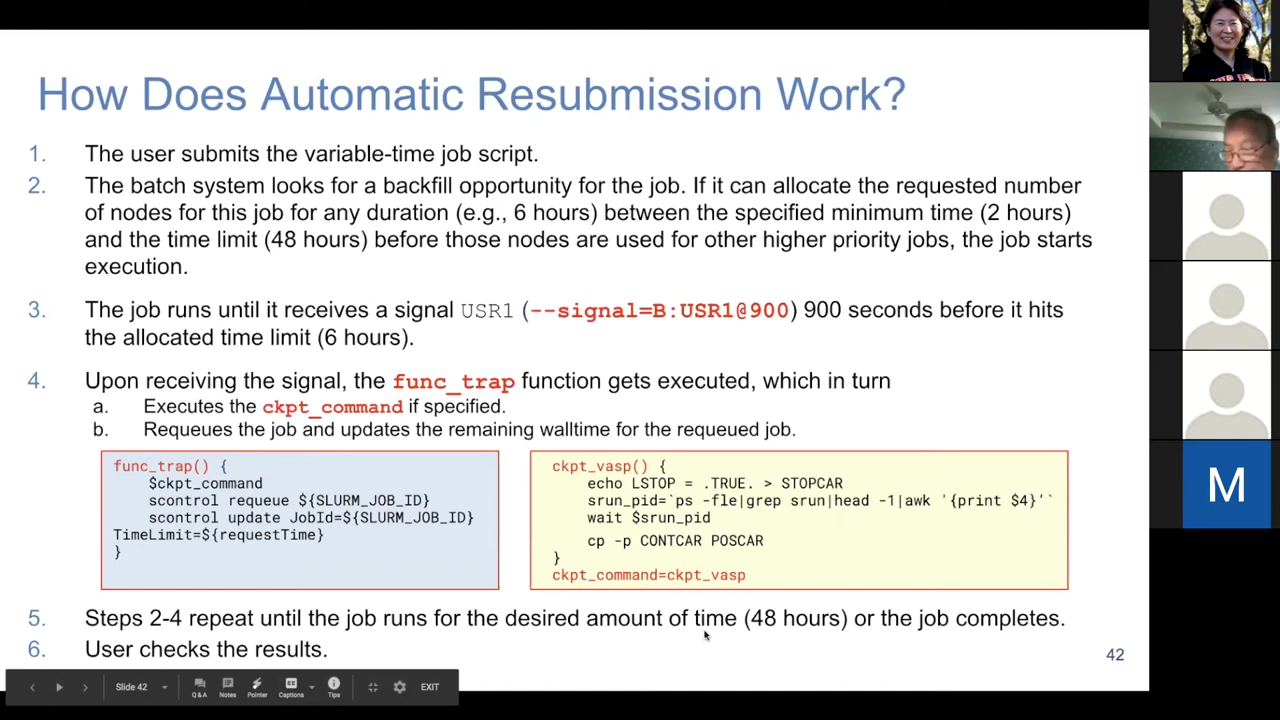 How Does Automatic Resubmission Work?
1. The user submits the variable-time job script.
2. The batch system looks for a backfill opportunity for the job. If it can allocate the requested number
of nodes for this job for any duration (e.g., 6 hours) between the specified minimum time (2 hours)
and the time limit (48 hours) before those nodes are used for other higher priority jobs, the job starts
execution.
3. The job runs until it receives a signal USR1 (--signal=B:USR1@900) 900 seconds before it hits
the allocated time limit (6 hours).
4. Upon receiving the signal, the func_trap function gets executed, which in turn
a. Executes the ckpt_command if specified.
b. Requeues the job and updates the remaining walltime for the requeued job.
func_trap() {
$ckpt_command
scontrol requeue ${SLURM_JOB_ID}
scontrol update JobId=${SLURM_JOB_ID}
TimeLimit=${requestTime}
}
ckpt_vasp() {
echo LSTOP = .TRUE. > STOPCAR
srun_pid=`ps -fle|grep srun|head -1|awk '{print $4}'`
wait $srun_pid
cp -p CONTCAR POSCAR
}
ckpt_command=ckpt_vasp
5. Steps 2-4 repeat until the job runs for the desired amount of time (48 hours) or the job completes.
6. User checks the results.
42
Slide 42
Q & A
Notes
Pointer
Captions
Tips
EXIT
M